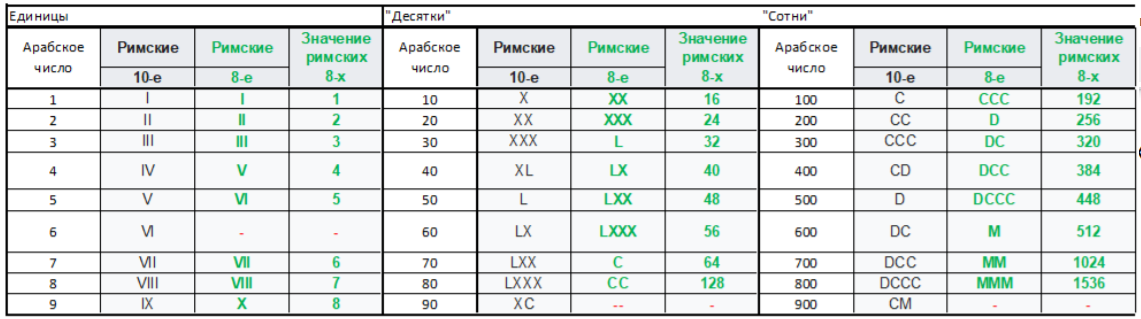 Единицы "Десятки" "Сотни"
Арабское число Римские Римские Значение римских Арабское число Римские Римские Значение римских Арабское число Римские Римские Значение римских
10-е 8-е 8-х 10-е 8-е 8-х 10-е 8-е 8-х
1 I I 1 10 X XX 16 100 C CCC 192
2 II II 2 20 XX XXX 24 200 CC D 256
3 III III 3 30 XXX L 32 300 CCC DC 320
4 IV V 4 40 XL LX 40 400 CD DCC 384
5 V VI 5 50 L LXX 48 500 D DCCC 448
6 VI - - 60 LX LXXX 56 600 DC M 512
7 VII VII 6 70 LXX C 64 700 DCC MM 1024
8 VIII VIII 7 80 LXXX CC 128 800 DCCC MMM 1536
9 IX X 8 90 XC -- - 900 CM - -